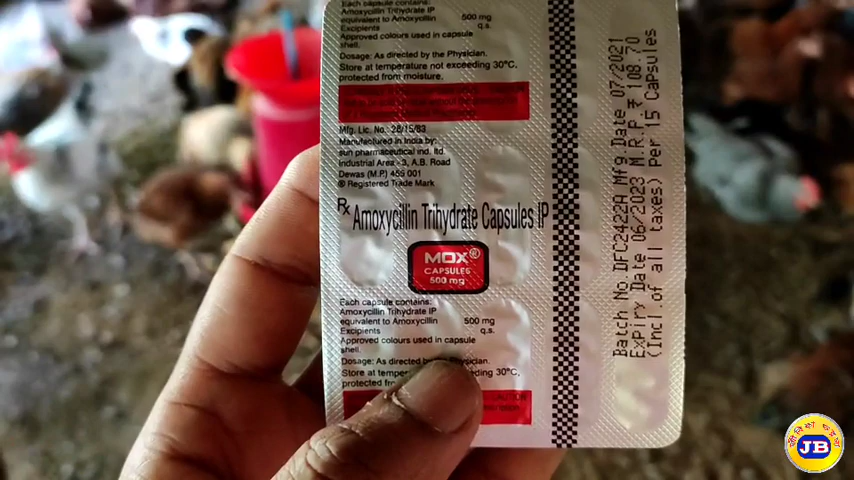 Each capsule contains:
Amoxycillin Trihydrate IP
equivalent to Amoxycillin 500 mg
Excipients q.s.
Approved colours used in capsule
shell.
Dosage: As directed by the Physician.
Store at temperature not exceeding 30°C,
protected from moisture.
Mfg. Lic. No.: 28/15/83
Manufactured in India by:
sun pharmaceutical ind. ltd.
Industrial Area - 3, A.B. Road
Dewas (M.P.) 455 001
® Registered Trade Mark
Rx Amoxycillin Trihydrate Capsules IP
MOX®
CAPSULES
500 mg
Each capsule contains:
Amoxycillin Trihydrate IP
equivalent to Amoxycillin 500 mg
Excipients q.s.
Approved colours used in capsule
shell.
Dosage: As directed by Physician.
Store at tempe ding 30°C,
protected
CAUTION
Batch No. DFC2422A Mfg Date 07/2021
Expiry Date 06/2023 M.R.P. ₹ 108.70
(Incl. of all taxes) Per 15 Capsules
JB